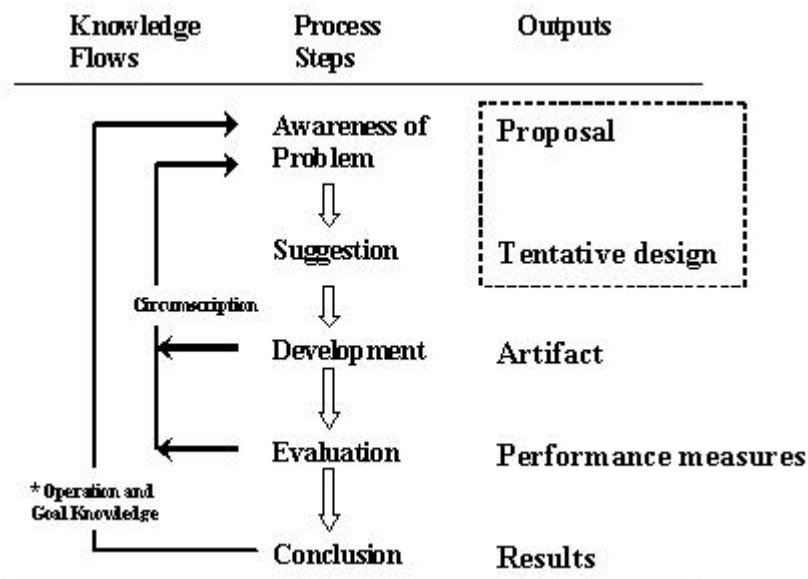 Knowledge
Flows
Process
Steps
Outputs
Awareness of
Problem
Proposal
Suggestion
Tentative design
Circumscription
Development
Artifact
Evaluation
Performance measures
* Operation and
Goal Knowledge
Conclusion
Results